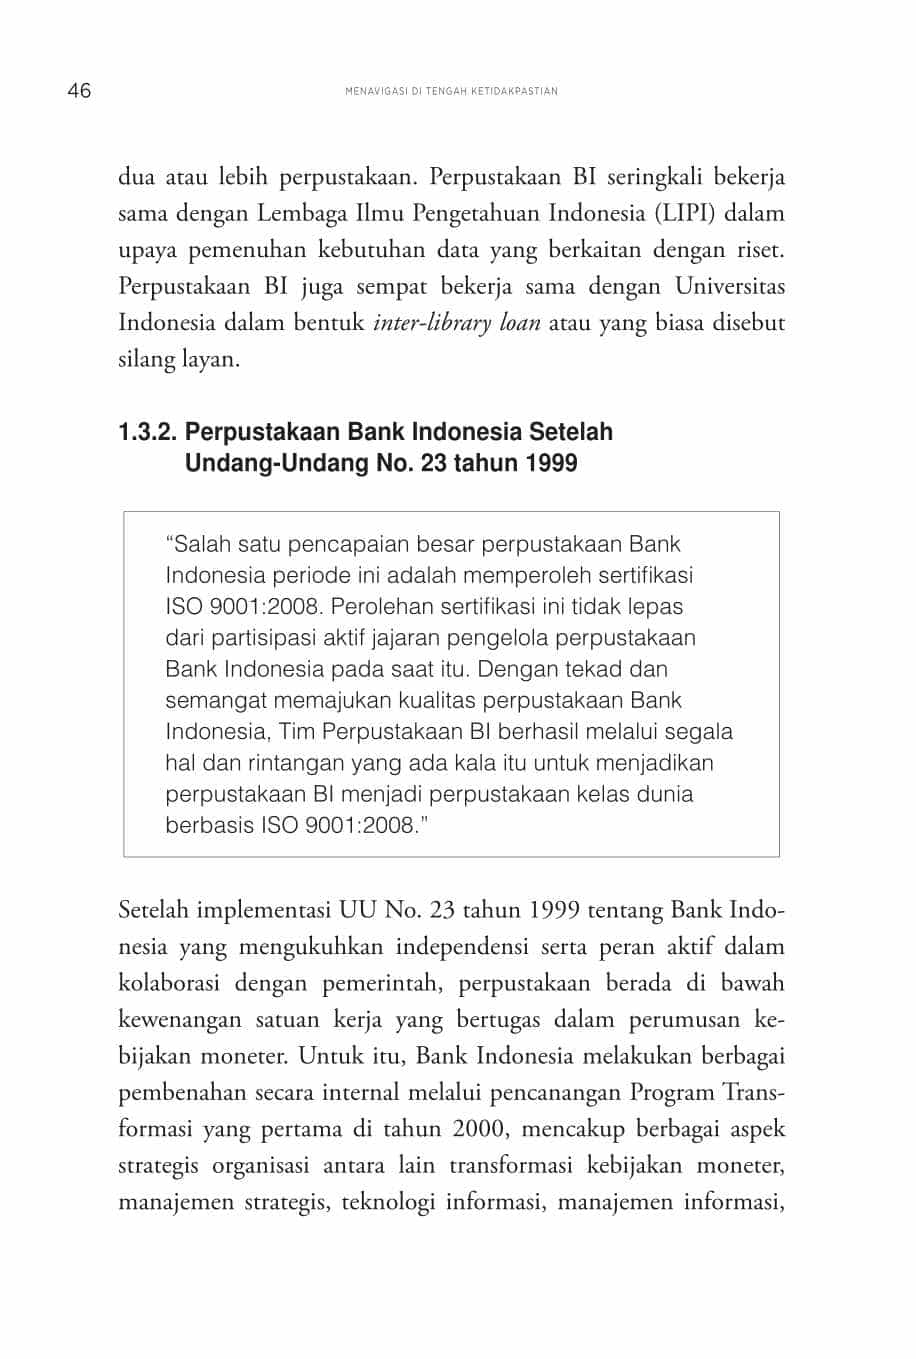 46
MENAVIGASI DI TENGAH KETIDAKPASTIAN
dua atau lebih perpustakaan. Perpustakaan BI seringkali bekerja
sama dengan Lembaga Ilmu Pengetahuan Indonesia (LIPI) dalam
upaya pemenuhan kebutuhan data yang berkaitan dengan riset.
Perpustakaan BI juga sempat bekerja sama dengan Universitas
Indonesia dalam bentuk inter-library loan atau yang biasa disebut
silang layan.
1.3.2. Perpustakaan Bank Indonesia Setelah
Undang-Undang No. 23 tahun 1999
“Salah satu pencapaian besar perpustakaan Bank
Indonesia periode ini adalah memperoleh sertifikasi
ISO 9001:2008. Perolehan sertifikasi ini tidak lepas
dari partisipasi aktif jajaran pengelola perpustakaan
Bank Indonesia pada saat itu. Dengan tekad dan
semangat memajukan kualitas perpustakaan Bank
Indonesia, Tim Perpustakaan BI berhasil melalui segala
hal dan rintangan yang ada kala itu untuk menjadikan
perpustakaan BI menjadi perpustakaan kelas dunia
berbasis ISO 9001:2008.”
Setelah implementasi UU No. 23 tahun 1999 tentang Bank Indo-
nesia yang mengukuhkan independensi serta peran aktif dalam
kolaborasi dengan pemerintah, perpustakaan berada di bawah
kewenangan satuan kerja yang bertugas dalam perumusan ke-
bijakan moneter. Untuk itu, Bank Indonesia melakukan berbagai
pembenahan secara internal melalui pencanangan Program Trans-
formasi yang pertama di tahun 2000, mencakup berbagai aspek
strategis organisasi antara lain transformasi kebijakan moneter,
manajemen strategis, teknologi informasi, manajemen informasi,